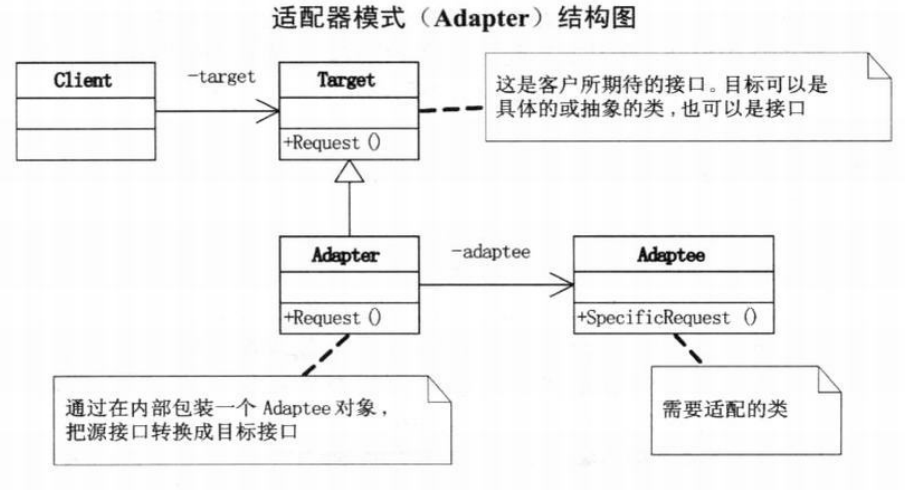 适配器模式（Adapter）结构图
Client
-target
Target
+Request()
这是客户所期待的接口。目标可以是
具体的或抽象的类，也可以是接口
Adapter
+Request()
-adaptee
Adaptee
+SpecificRequest ()
通过在内部包装一个 Adaptee 对象，
把源接口转换成目标接口
需要适配的类